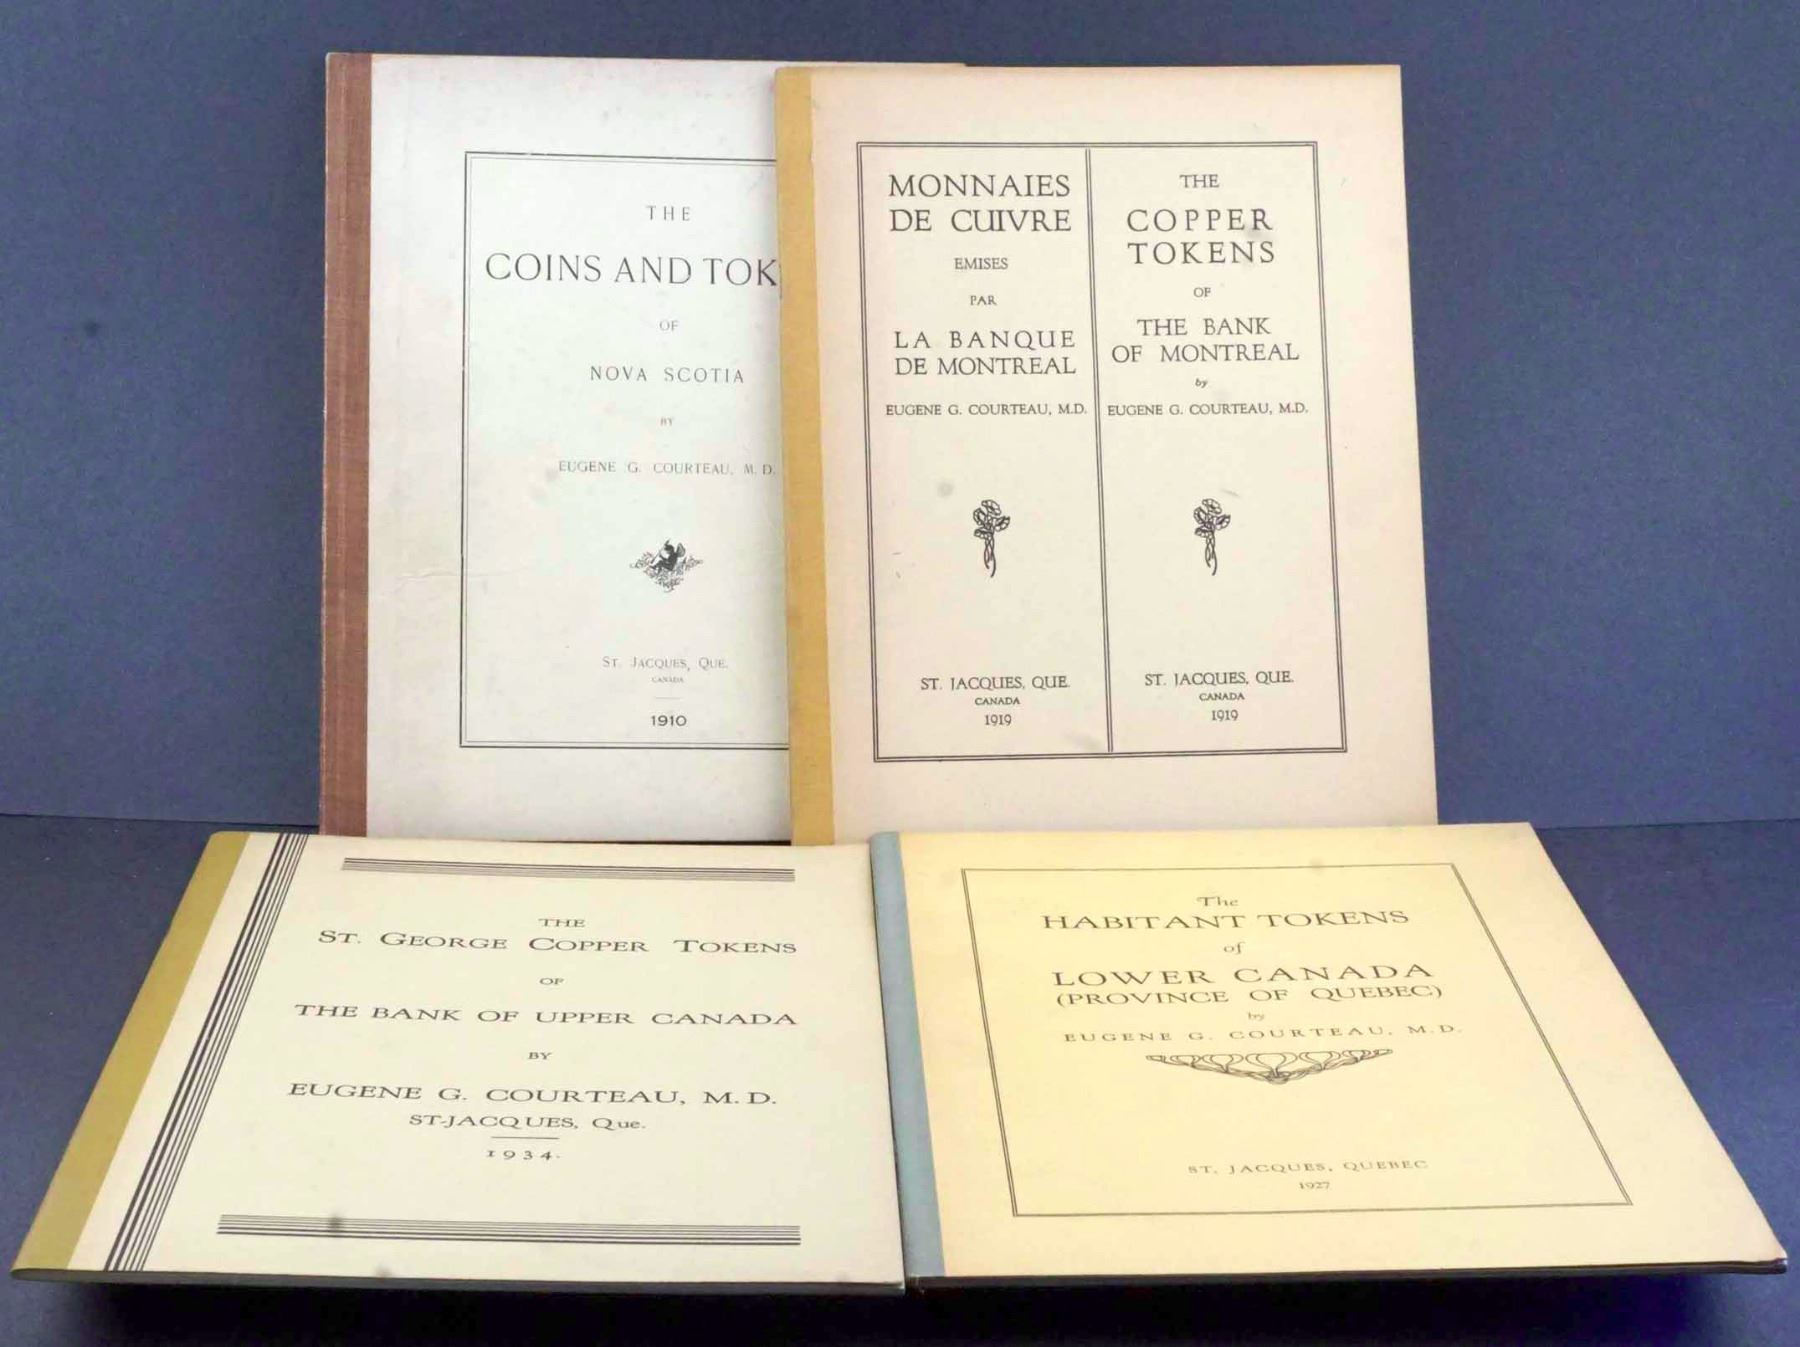 THE
COINS AND TOK
OF
NOVA SCOTIA
BY
EUGENE G. COURTEAU, M. D.
ST. JACQUES, QUE.
CANADA
1910
MONNAIES
DE CUIVRE
EMISES
PAR
LA BANQUE
DE MONTREAL
EUGENE G. COURTEAU, M.D.
ST. JACQUES, QUE.
CANADA
1919
THE
COPPER
TOKENS
OF
THE BANK
OF MONTREAL
by
EUGENE G. COURTEAU, M.D.
ST. JACQUES, QUE.
CANADA
1919
THE
ST. GEORGE COPPER TOKENS
OF
THE BANK OF UPPER CANADA
BY
EUGENE G. COURTEAU, M. D.
ST-JACQUES, Que.
1934.
The
HABITANT TOKENS
of
LOWER CANADA
(PROVINCE OF QUEBEC)
by
EUGENE G. COURTEAU, M.D.
ST. JACQUES, QUEBEC
1927